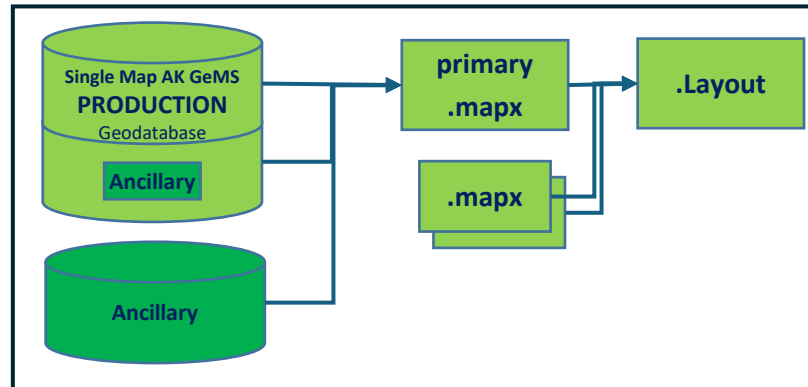 Single Map AK GeMS
PRODUCTION
Geodatabase
Ancillary
Ancillary
primary
.mapx
.mapx
.Layout